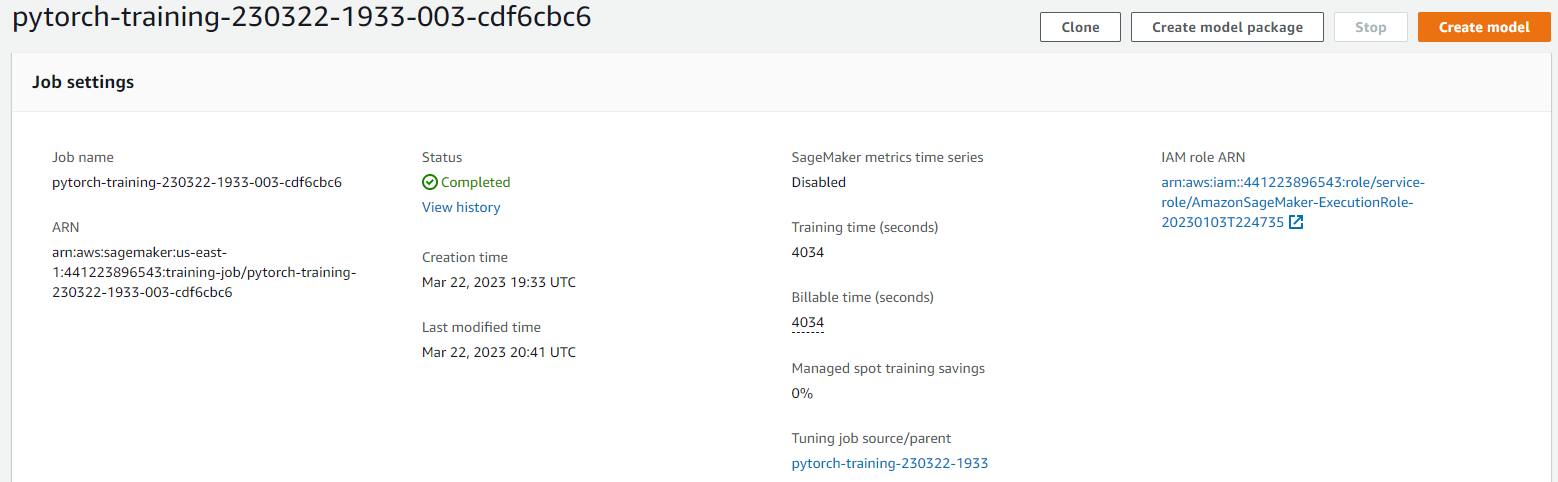 pytorch-training-230322-1933-003-cdf6cbc6
Clone
Create model package
Stop
Create model
Job settings
Job name
pytorch-training-230322-1933-003-cdf6cbc6
ARN
arn:aws:sagemaker:us-east-
1:441223896543:training-job/pytorch-training-
230322-1933-003-cdf6cbc6
Status
Completed
View history
Creation time
Mar 22, 2023 19:33 UTC
Last modified time
Mar 22, 2023 20:41 UTC
SageMaker metrics time series
Disabled
Training time (seconds)
4034
Billable time (seconds)
4034
Managed spot training savings
0%
Tuning job source/parent
pytorch-training-230322-1933
IAM role ARN
arn:aws:iam::441223896543:role/service-
role/AmazonSageMaker-ExecutionRole-
20230103T224735